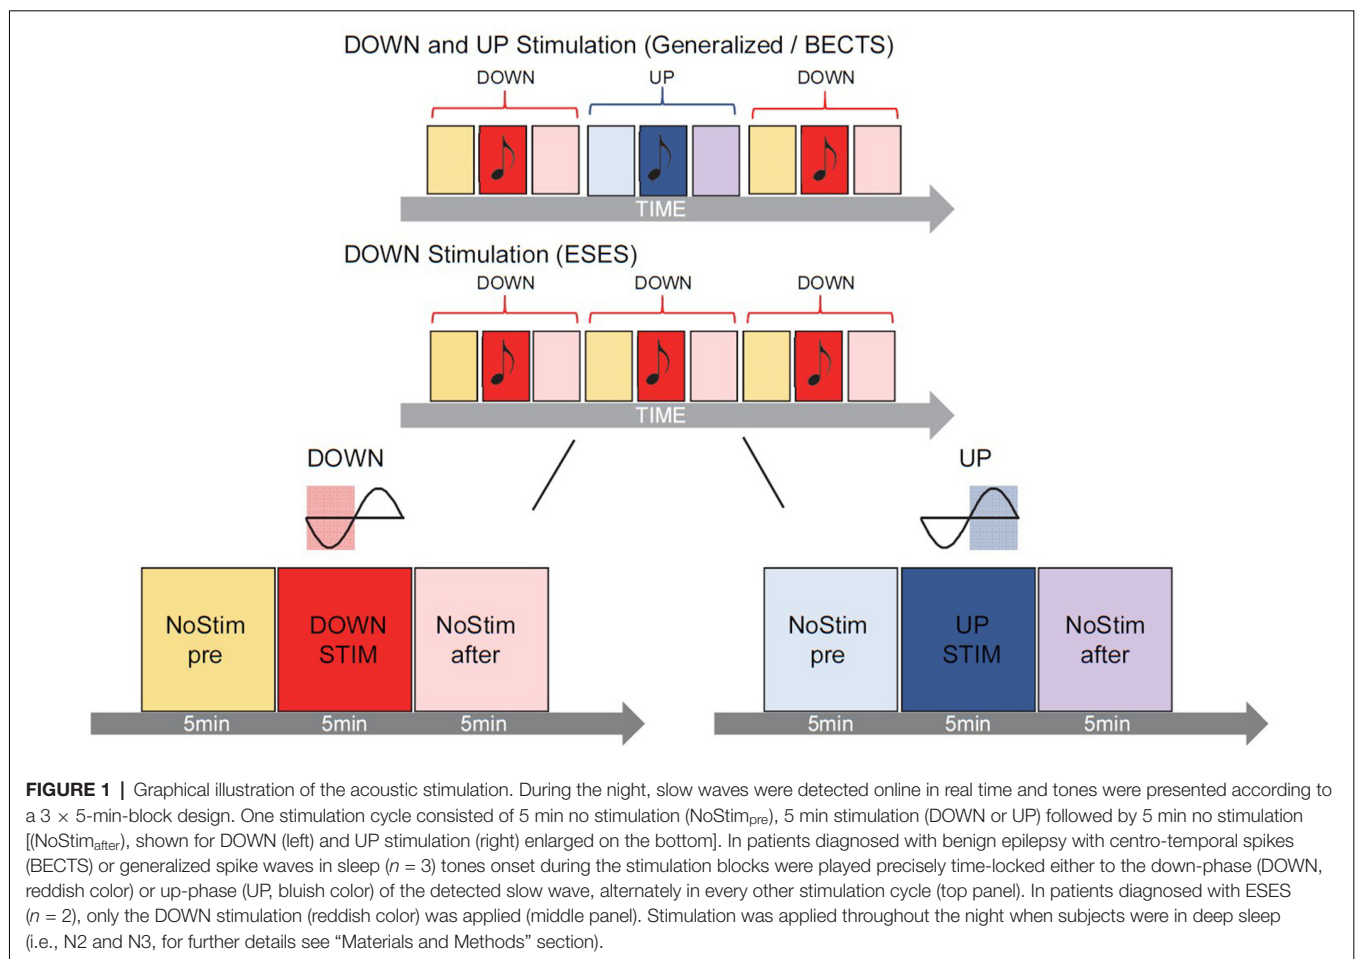 DOWN and UP Stimulation (Generalized / BECTS)
DOWN UP DOWN
TIME
DOWN Stimulation (ESES)
DOWN DOWN DOWN
TIME
DOWN UP
NoStim pre
DOWN STIM
NoStim after
5min 5min 5min
NoStim pre
UP STIM
NoStim after
5min 5min 5min
FIGURE 1 | Graphical illustration of the acoustic stimulation. During the night, slow waves were detected online in real time and tones were presented according to
a 3 × 5-min-block design. One stimulation cycle consisted of 5 min no stimulation (NoStimpre), 5 min stimulation (DOWN or UP) followed by 5 min no stimulation
[(NoStimafter), shown for DOWN (left) and UP stimulation (right) enlarged on the bottom]. In patients diagnosed with benign epilepsy with centro-temporal spikes
(BECTS) or generalized spike waves in sleep (n = 3) tones onset during the stimulation blocks were played precisely time-locked either to the down-phase (DOWN,
reddish color) or up-phase (UP, bluish color) of the detected slow wave, alternately in every other stimulation cycle (top panel). In patients diagnosed with ESES
(n = 2), only the DOWN stimulation (reddish color) was applied (middle panel). Stimulation was applied throughout the night when subjects were in deep sleep
(i.e., N2 and N3, for further details see “Materials and Methods” section).